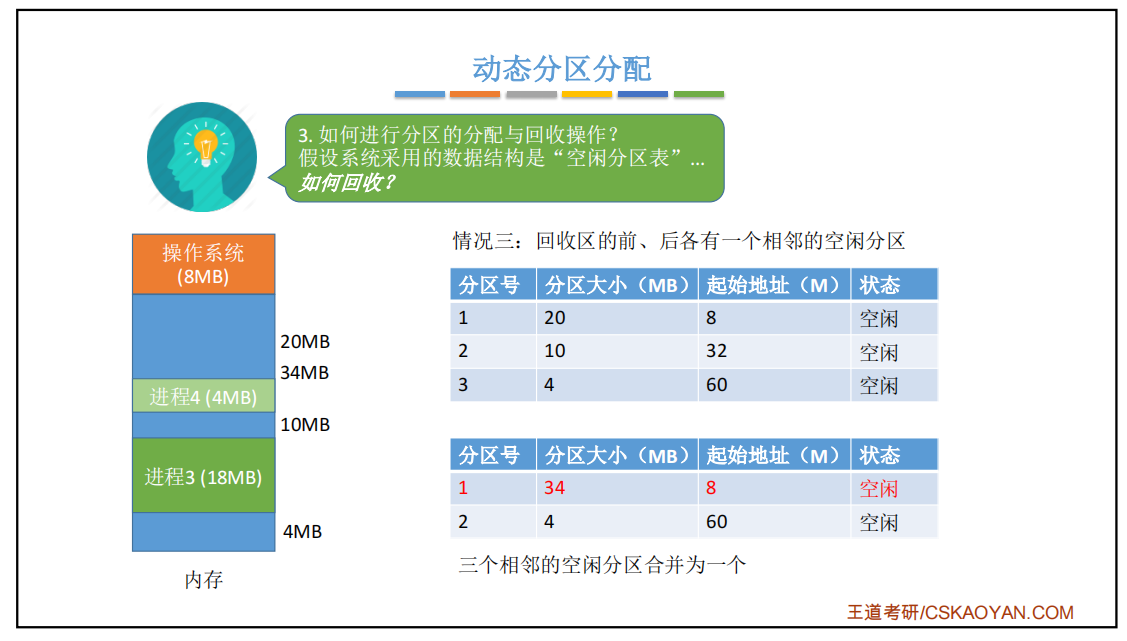 动态分区分配
3. 如何进行分区的分配与回收操作？
假设系统采用的数据结构是“空闲分区表”...
如何回收？
操作系统
(8MB)
20MB
34MB
进程4 (4MB)
10MB
进程3 (18MB)
4MB
内存
情况三：回收区的前、后各有一个相邻的空闲分区
分区号 分区大小（MB） 起始地址（M） 状态
1 20 8 空闲
2 10 32 空闲
3 4 60 空闲
分区号 分区大小（MB） 起始地址（M） 状态
1 34 8 空闲
2 4 60 空闲
三个相邻的空闲分区合并为一个
王道考研/CSKAOYAN.COM